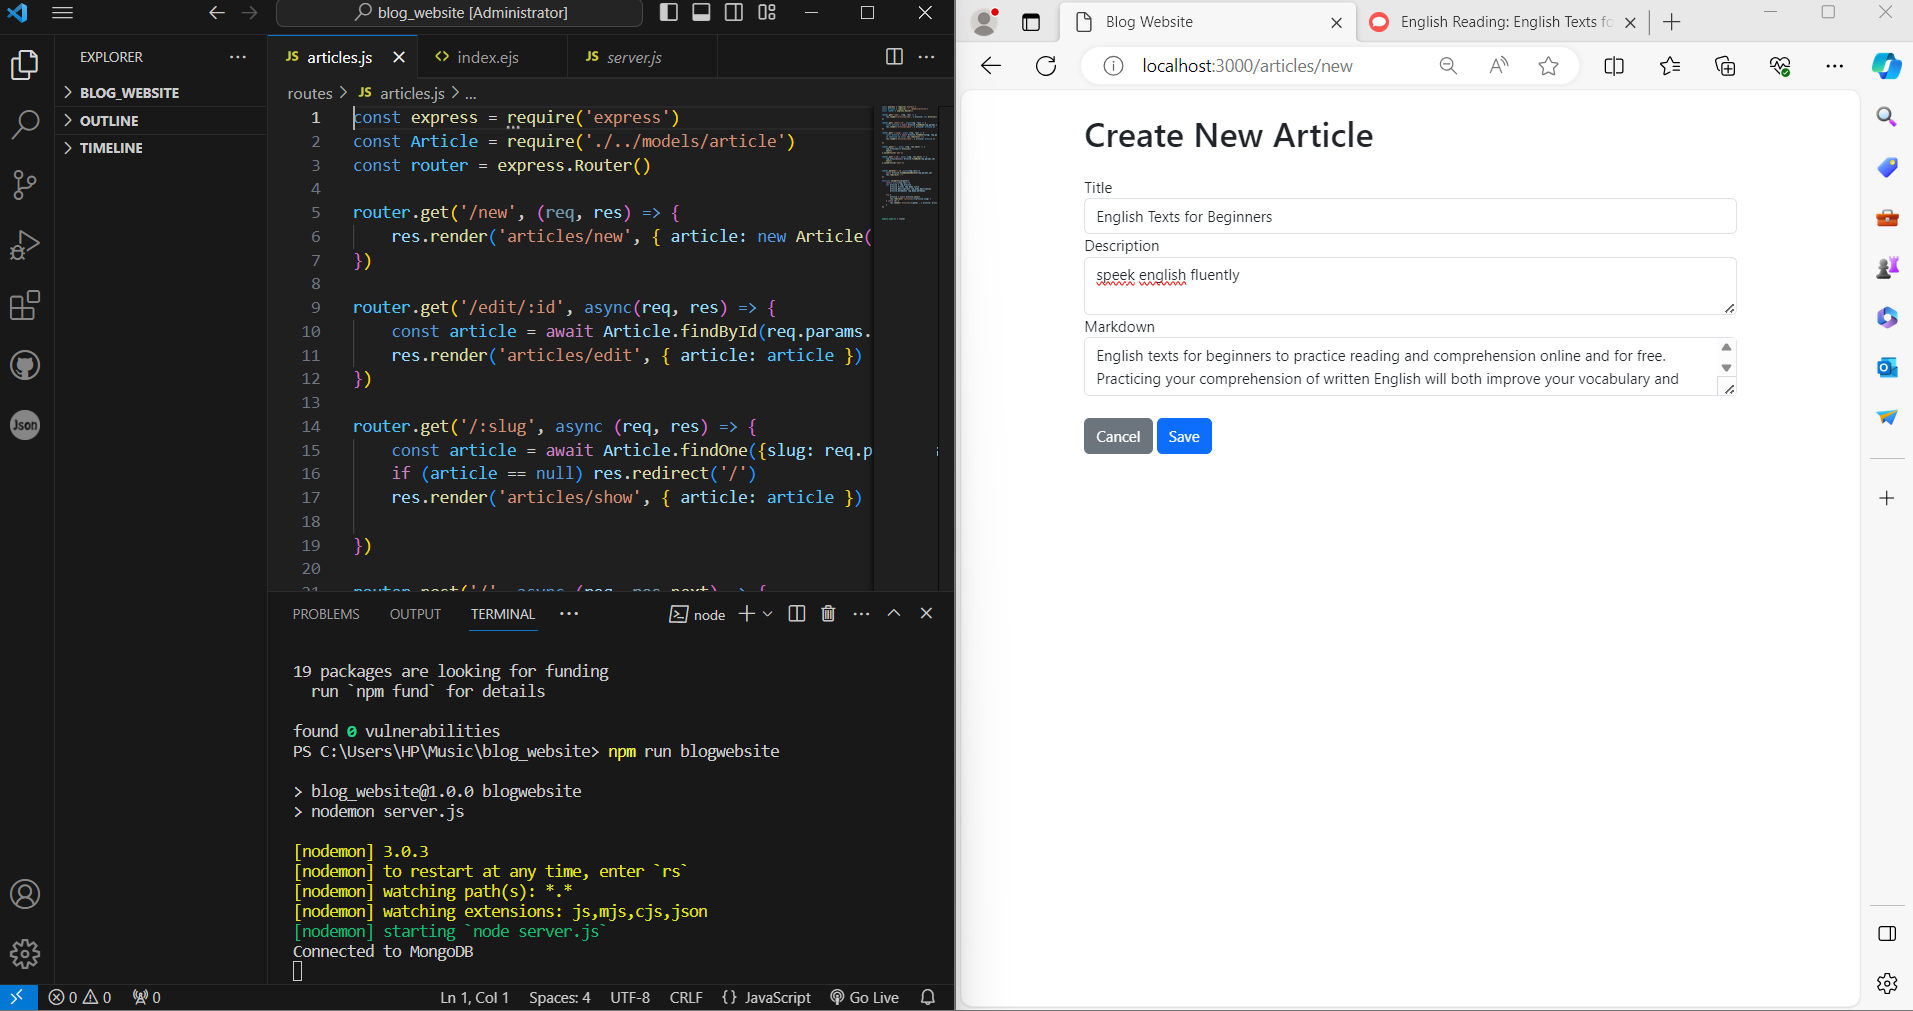 blog_website [Administrator]
EXPLORER
BLOG_WEBSITE
OUTLINE
TIMELINE
Json
JS articles.js
index.ejs
JS server.js
routes > JS articles.js > ...
1 const express = require('express')
2 const Article = require('./../models/article')
3 const router = express.Router()
4
5 router.get('/new', (req, res) => {
6 res.render('articles/new', { article: new Article(
7 })
8
9 router.get('/edit/:id', async(req, res) => {
10 const article = await Article.findById(req.params.
11 res.render('articles/edit', { article: article })
12 })
13
14 router.get('/:slug', async (req, res) => {
15 const article = await Article.findOne({slug: req.p
16 if (article == null) res.redirect('/')
17 res.render('articles/show', { article: article })
18
19 })
20
21 router.post('/', async (req, res, next) => {
PROBLEMS OUTPUT TERMINAL
node
19 packages are looking for funding
run `npm fund` for details
found 0 vulnerabilities
PS C:\Users\HP\Music\blog_website> npm run blogwebsite
> blog_website@1.0.0 blogwebsite
> nodemon server.js
[nodemon] 3.0.3
[nodemon] to restart at any time, enter `rs`
[nodemon] watching path(s): *.*
[nodemon] watching extensions: js,mjs,cjs,json
[nodemon] starting `node server.js`
Connected to MongoDB
0 0 0 Ln 1, Col 1 Spaces: 4 UTF-8 CRLF {} JavaScript Go Live
Blog Website
English Reading: English Texts fo
localhost:3000/articles/new
Create New Article
Title
English Texts for Beginners
Description
speek english fluently
Markdown
English texts for beginners to practice reading and comprehension online and for free.
Practicing your comprehension of written English will both improve your vocabulary and
Cancel Save